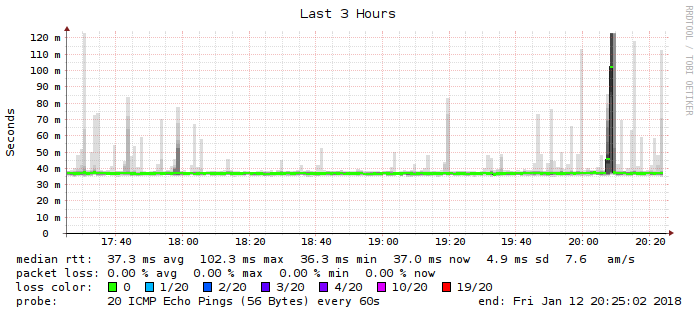 Last 3 Hours
RRDTOOL / TOBI OETIKER
Seconds
120 m
110 m
100 m
90 m
80 m
70 m
60 m
50 m
40 m
30 m
20 m
10 m
0
17:40 18:00 18:20 18:40 19:00 19:20 19:40 20:00 20:20
median rtt: 37.3 ms avg 102.3 ms max 36.3 ms min 37.0 ms now 4.9 ms sd 7.6 am/s
packet loss: 0.00 % avg 0.00 % max 0.00 % min 0.00 % now
loss color: 0 1/20 2/20 3/20 4/20 10/20 19/20
probe: 20 ICMP Echo Pings (56 Bytes) every 60s end: Fri Jan 12 20:25:02 2018